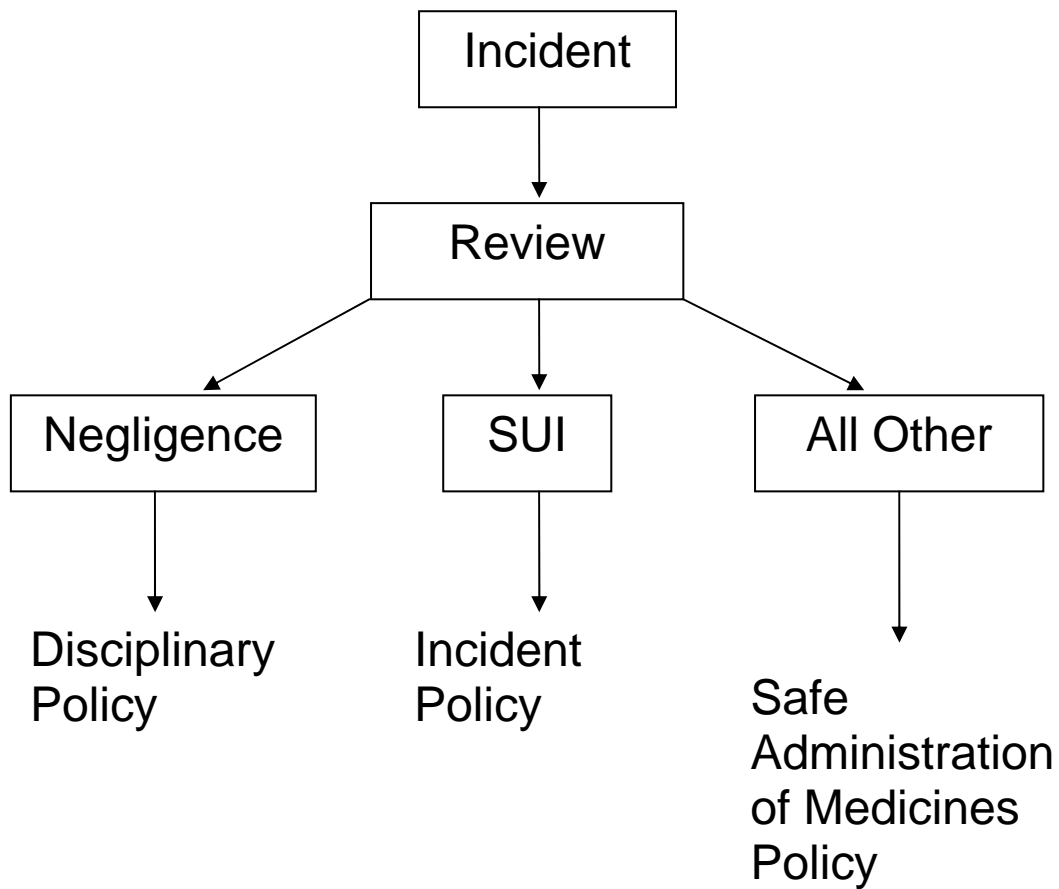 Incident
Review
Negligence
SUI
All Other
Disciplinary
Policy
Incident
Policy
Safe
Administration
of Medicines
Policy